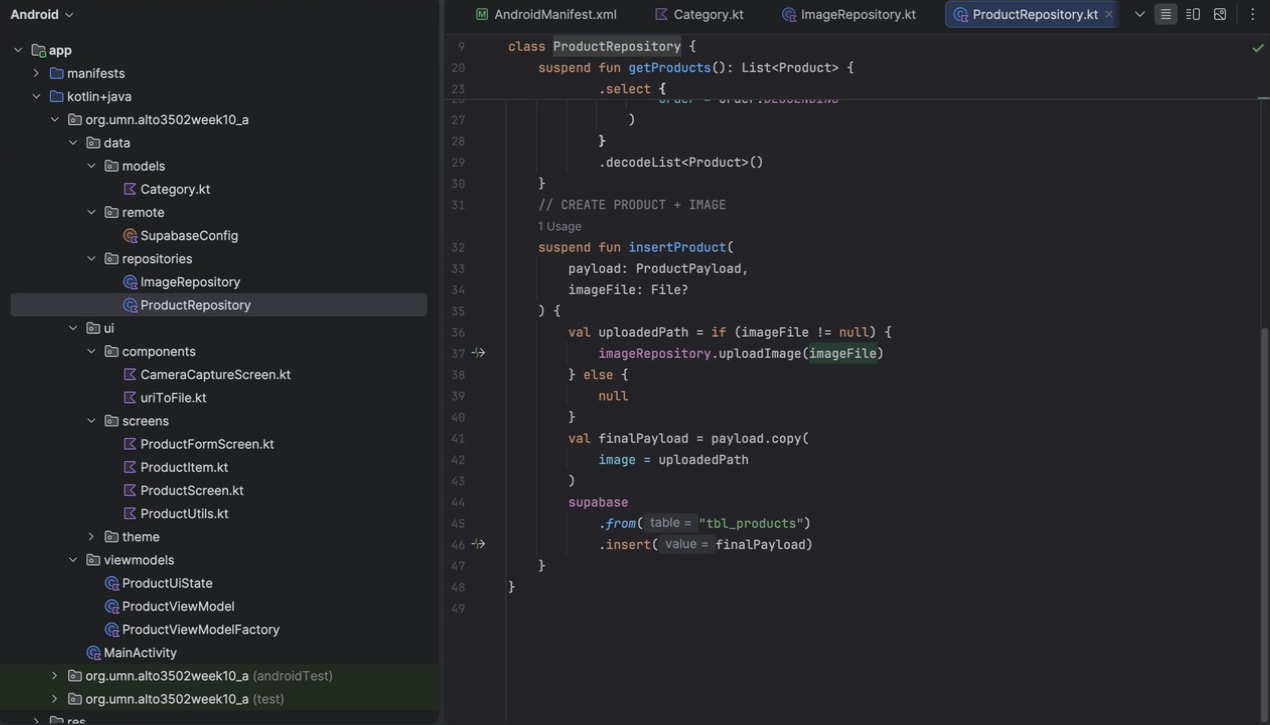 Android
AndroidManifest.xml
Category.kt
ImageRepository.kt
ProductRepository.kt
app
manifests
kotlin+java
org.umn.alto3502week10_a
data
models
Category.kt
remote
SupabaseConfig
repositories
ImageRepository
ProductRepository
ui
components
CameraCaptureScreen.kt
uriToFile.kt
screens
ProductFormScreen.kt
ProductItem.kt
ProductScreen.kt
ProductUtils.kt
theme
viewmodels
ProductUiState
ProductViewModel
ProductViewModelFactory
MainActivity
org.umn.alto3502week10_a (androidTest)
org.umn.alto3502week10_a (test)
res
9 class ProductRepository {
20 suspend fun getProducts(): List<Product> {
23 .select {
order = Order.DESCENDING
27 )
28 }
29 .decodeList<Product>()
30 }
31 // CREATE PRODUCT + IMAGE
1 Usage
32 suspend fun insertProduct(
33 payload: ProductPayload,
34 imageFile: File?
35 ) {
36 val uploadedPath = if (imageFile != null) {
37 imageRepository.uploadImage(imageFile)
38 } else {
39 null
40 }
41 val finalPayload = payload.copy(
42 image = uploadedPath
43 )
44 supabase
45 .from( table = "tbl_products")
46 .insert( value = finalPayload)
47 }
48 }
49